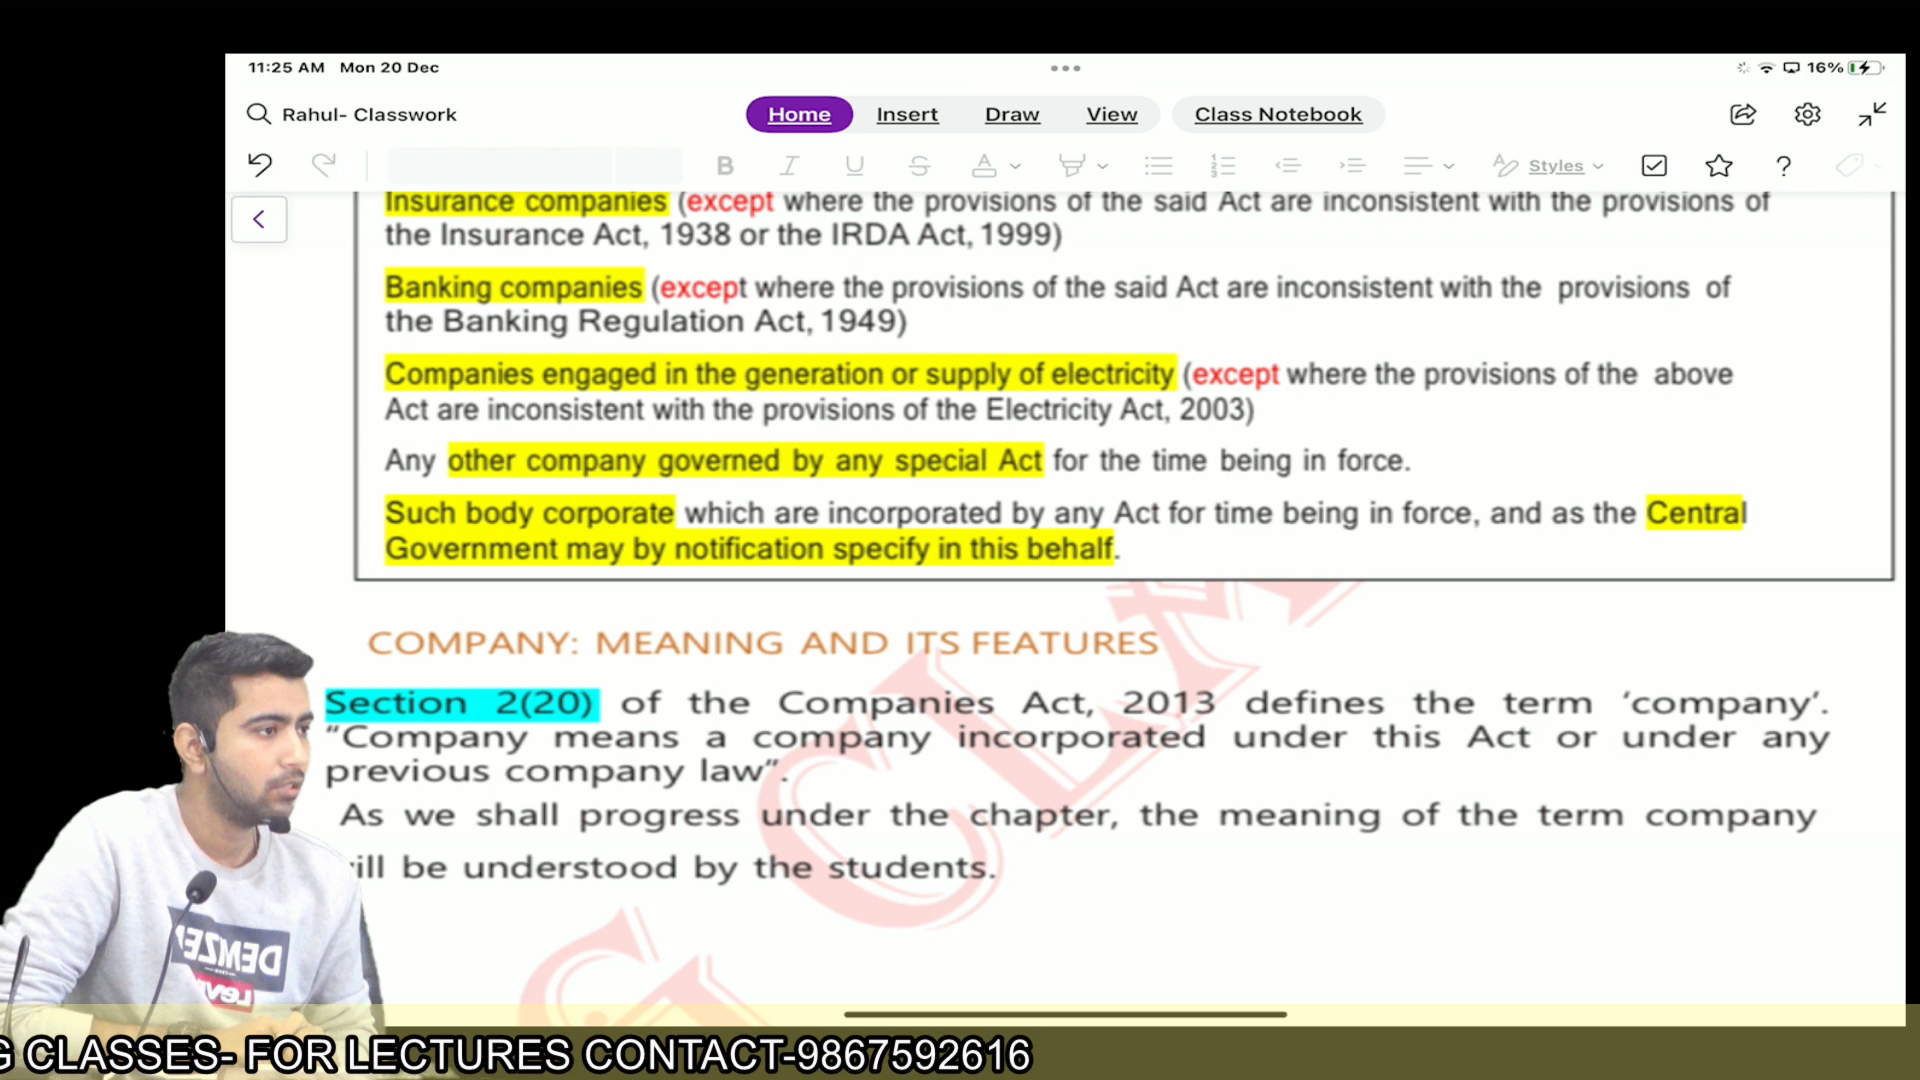 11:25 AM Mon 20 Dec
16%
Rahul- Classwork
Home Insert Draw View Class Notebook
B I U S A Styles ?
Insurance companies (except where the provisions of the said Act are inconsistent with the provisions of
the Insurance Act, 1938 or the IRDA Act, 1999)
Banking companies (except where the provisions of the said Act are inconsistent with the provisions of
the Banking Regulation Act, 1949)
Companies engaged in the generation or supply of electricity (except where the provisions of the above
Act are inconsistent with the provisions of the Electricity Act, 2003)
Any other company governed by any special Act for the time being in force.
Such body corporate which are incorporated by any Act for time being in force, and as the Central
Government may by notification specify in this behalf.
COMPANY: MEANING AND ITS FEATURES
Section 2(20) of the Companies Act, 2013 defines the term ‘company’.
“Company means a company incorporated under this Act or under any
previous company law”.
As we shall progress under the chapter, the meaning of the term company
ill be understood by the students.
G CLASSES- FOR LECTURES CONTACT-9867592616